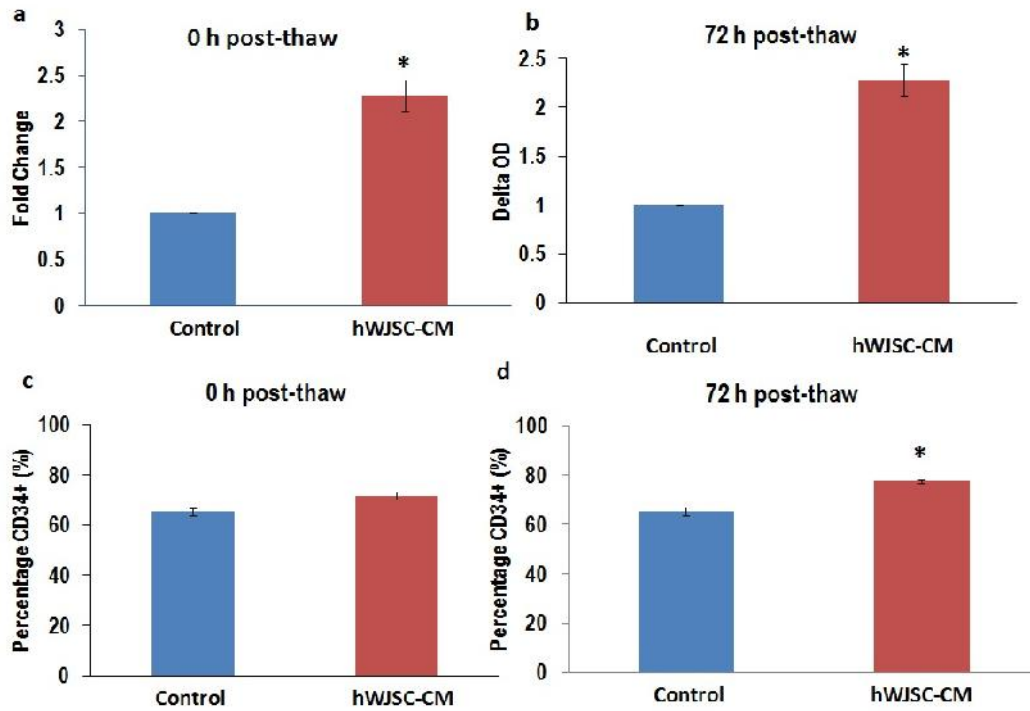 a
0 h post-thaw
Fold Change
3
2.5
2
1.5
1
0.5
0
*
Control
hWJSC-CM
b
72 h post-thaw
Delta OD
2.5
2
1.5
1
0.5
0
*
Control
hWJSC-CM
c
0 h post-thaw
Percentage CD34+ (%)
100
80
60
40
20
0
Control
hWJSC-CM
d
72 h post-thaw
Percentage CD34+ (%)
100
80
60
40
20
0
*
Control
hWJSC-CM